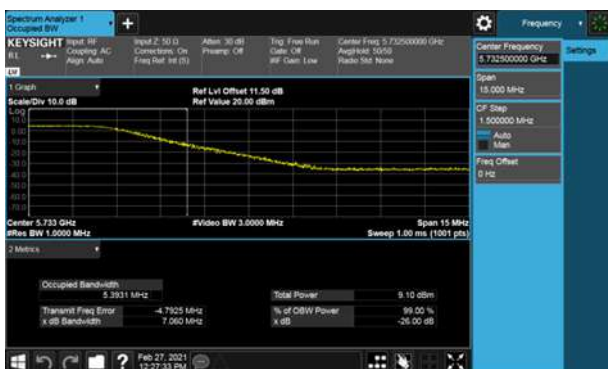 Spectrum Analyzer 1
Occupied BW
+
Frequency
KEYSIGHT
Input: RF
Coupling: AC
Align: Auto
Input Z: 50 Ω
Corrections: On
Freq Ref: Int (S)
Atten: 30 dB
Preamp: Off
Trig: Free Run
Gate: Off
#IF Gain: Low
Center Freq: 5.732500000 GHz
Avg|Hold: 50/50
Radio Std: None
1 Graph
Scale/Div 10.0 dB
Ref Lvl Offset 11.50 dB
Ref Value 20.00 dBm
Log
Center 5.733 GHz
#Res BW 1.0000 MHz
#Video BW 3.0000 MHz
Span 15 MHz
Sweep 1.00 ms (1001 pts)
2 Metrics
Occupied Bandwidth
5.3931 MHz
Total Power 9.10 dBm
Transmit Freq Error -4.7925 MHz
% of OBW Power 99.00 %
x dB Bandwidth 7.060 MHz
x dB -26.00 dB
Feb 27, 2021
12:27:33 PM
Center Frequency
5.732500000 GHz
Settings
Span
15.000 MHz
CF Step
1.500000 MHz
Auto
Man
Freq Offset
0 Hz